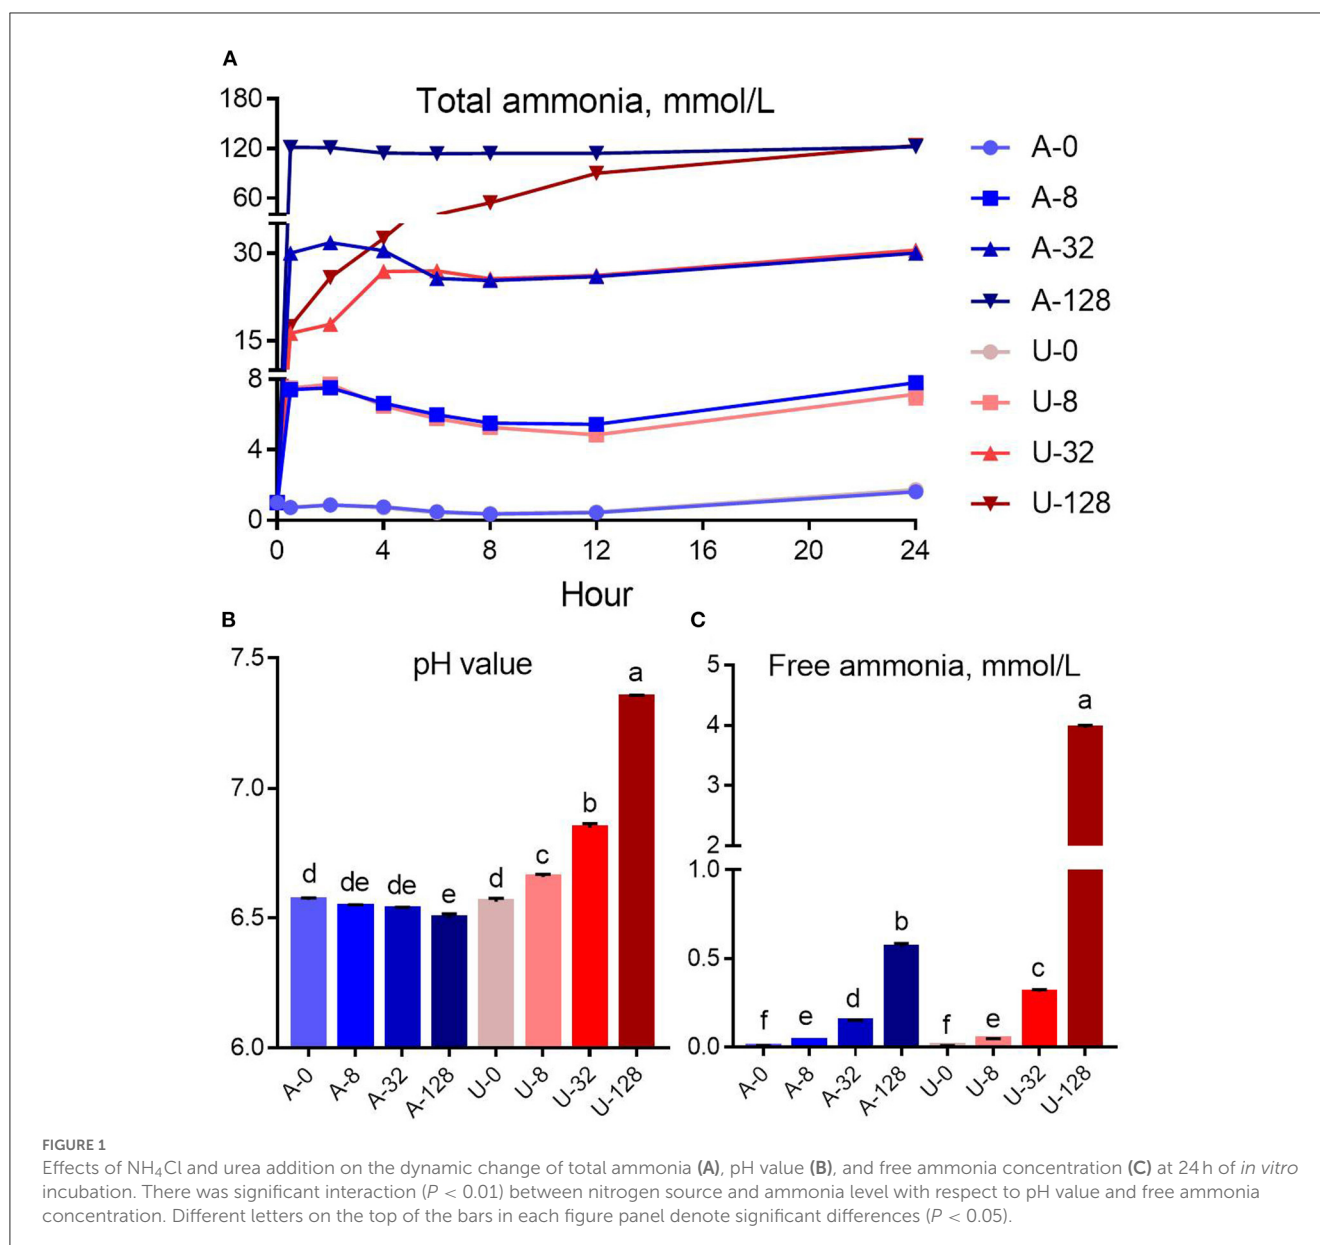 A
Total ammonia, mmol/L
180
120
60
30
15
8
4
0
0 4 8 12 16 20 24
Hour
A-0
A-8
A-32
A-128
U-0
U-8
U-32
U-128
B
pH value
7.5
7.0
6.5
6.0
d de de e d c b a
A-0 A-8 A-32 A-128 U-0 U-8 U-32 U-128
C
Free ammonia, mmol/L
5
4
3
2
1.0
0.5
0.0
f e d b f e c a
A-0 A-8 A-32 A-128 U-0 U-8 U-32 U-128
FIGURE 1
Effects of NH₄Cl and urea addition on the dynamic change of total ammonia (A), pH value (B), and free ammonia concentration (C) at 24 h of in vitro
incubation. There was significant interaction (P < 0.01) between nitrogen source and ammonia level with respect to pH value and free ammonia
concentration. Different letters on the top of the bars in each figure panel denote significant differences (P < 0.05).